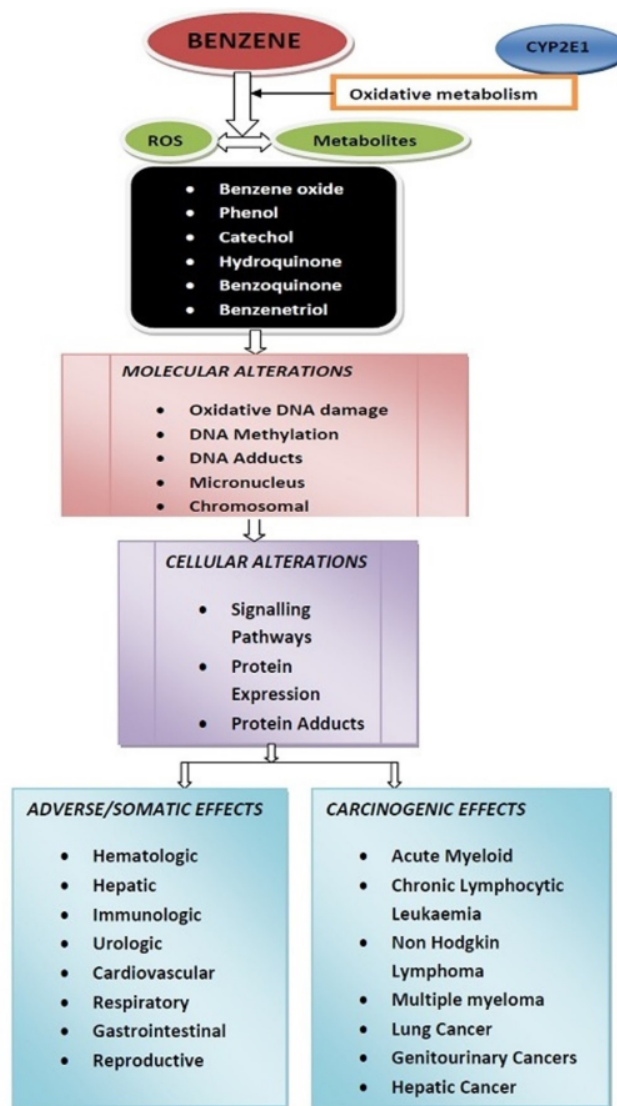 BENZENE
CYP2E1
Oxidative metabolism
ROS
Metabolites
• Benzene oxide
• Phenol
• Catechol
• Hydroquinone
• Benzoquinone
• Benzenetriol
MOLECULAR ALTERATIONS
• Oxidative DNA damage
• DNA Methylation
• DNA Adducts
• Micronucleus
• Chromosomal
CELLULAR ALTERATIONS
• Signalling
Pathways
• Protein
Expression
• Protein Adducts
ADVERSE/SOMATIC EFFECTS
• Hematologic
• Hepatic
• Immunologic
• Urologic
• Cardiovascular
• Respiratory
• Gastrointestinal
• Reproductive
CARCINOGENIC EFFECTS
• Acute Myeloid
• Chronic Lymphocytic
Leukaemia
• Non Hodgkin
Lymphoma
• Multiple myeloma
• Lung Cancer
• Genitourinary Cancers
• Hepatic Cancer